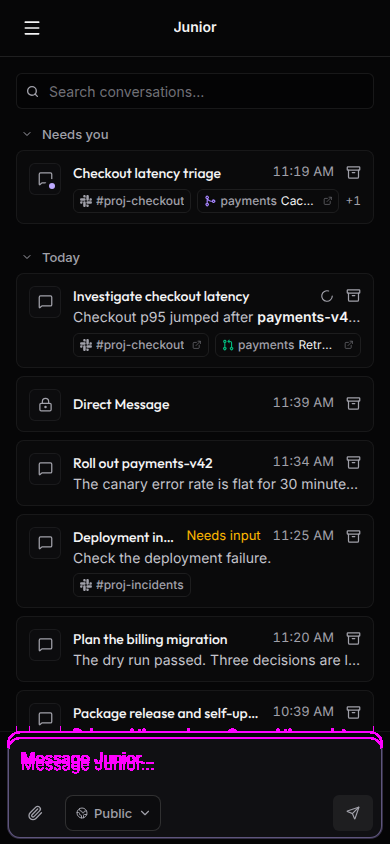 Junior
Search conversations...
Needs you
Checkout latency triage 11:19 AM
#proj-checkout payments Cac... +1
Today
Investigate checkout latency
Checkout p95 jumped after payments-v4...
#proj-checkout payments Retr...
Direct Message 11:39 AM
Roll out payments-v42 11:34 AM
The canary error rate is flat for 30 minute...
Deployment in... Needs input 11:25 AM
Check the deployment failure.
#proj-incidents
Plan the billing migration 11:20 AM
The dry run passed. Three decisions are l...
Package release and self-up... 10:39 AM
Message Junior...
Message Junior...
Public